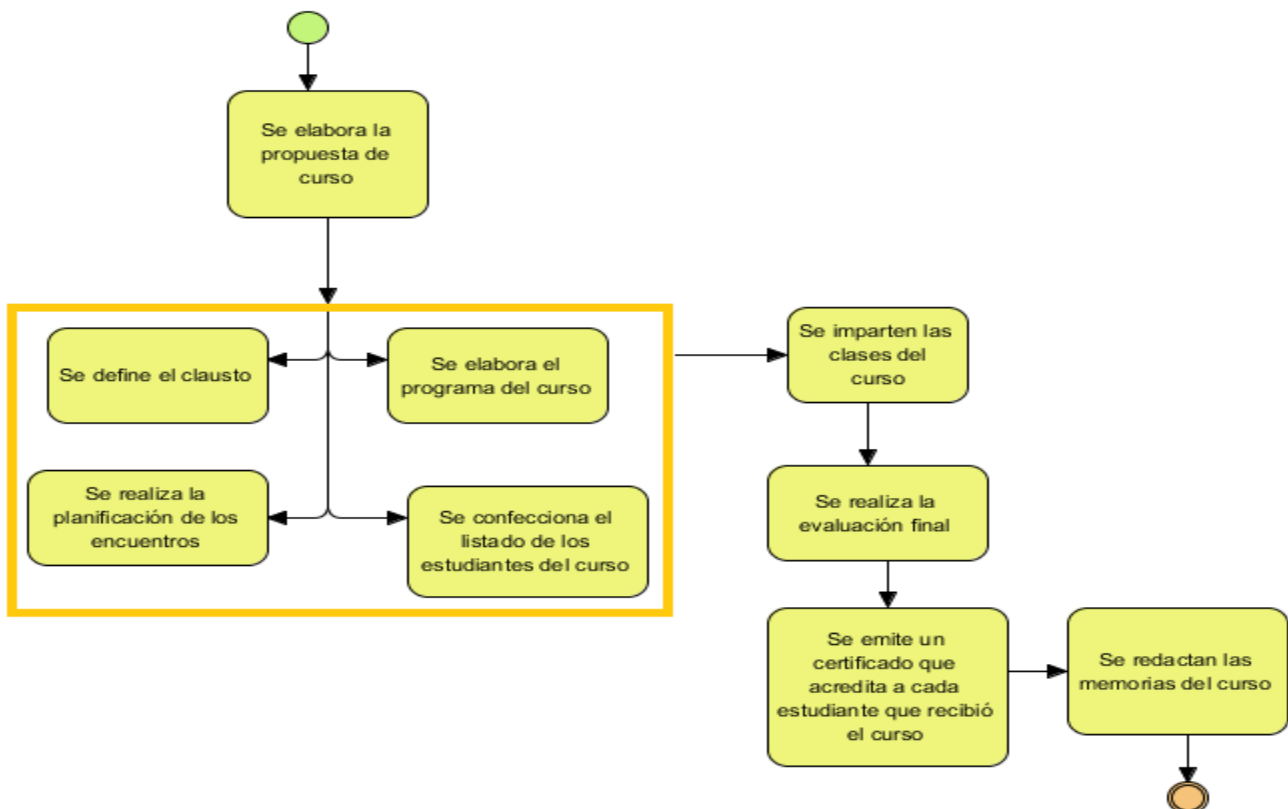 Se elabora la
propuesta de
curso
Se define el clausto
Se elabora el
programa del curso
Se realiza la
planificación de los
encuentros
Se confecciona el
listado de los
estudiantes del curso
Se imparten las
clases del
curso
Se realiza la
evaluación final
Se emite un
certificado que
acredita a cada
estudiante que recibió
el curso
Se redactan las
memorias del curso